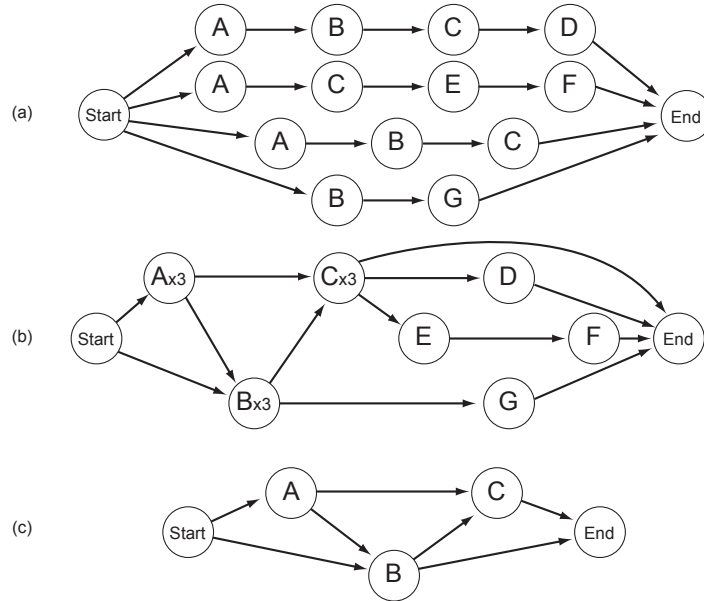 A B C D
A C E F
(a) Start End
A B C
B G
Ax3 Cx3 D
(b) Start E F End
Bx3 G
A C
(c) Start End
B